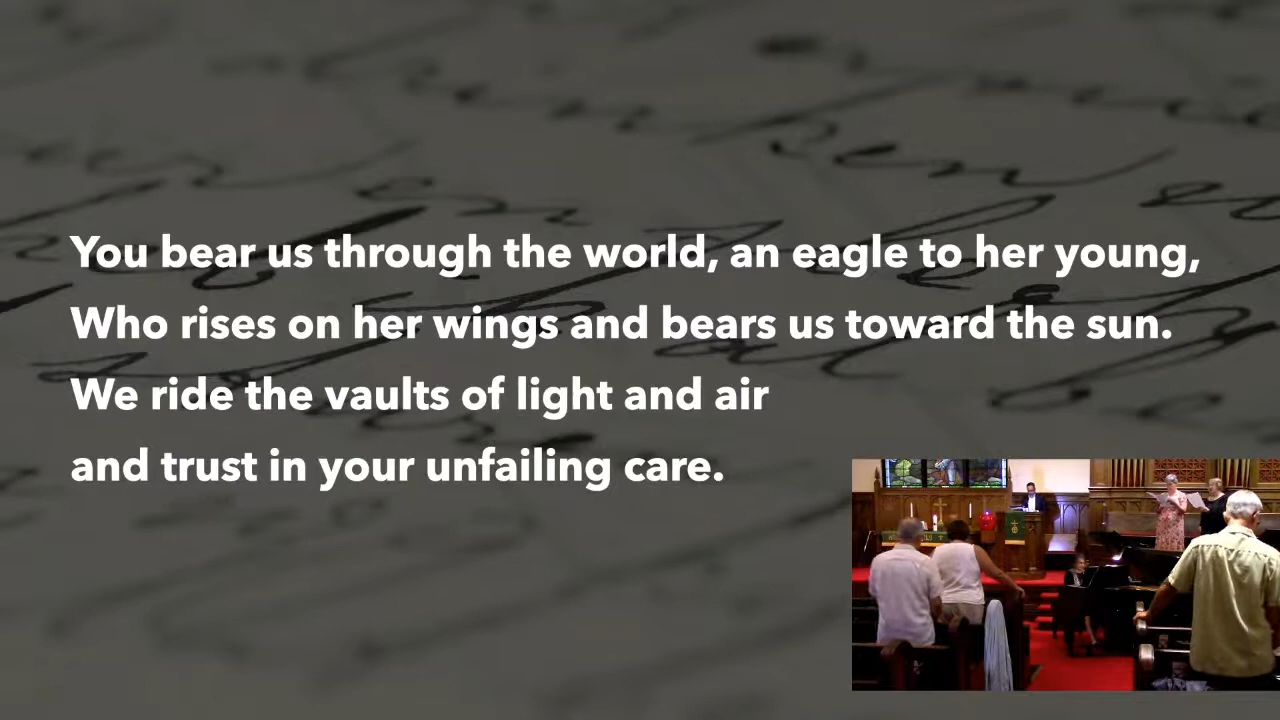 You bear us through the world, an eagle to her young,
Who rises on her wings and bears us toward the sun.
We ride the vaults of light and air
and trust in your unfailing care.